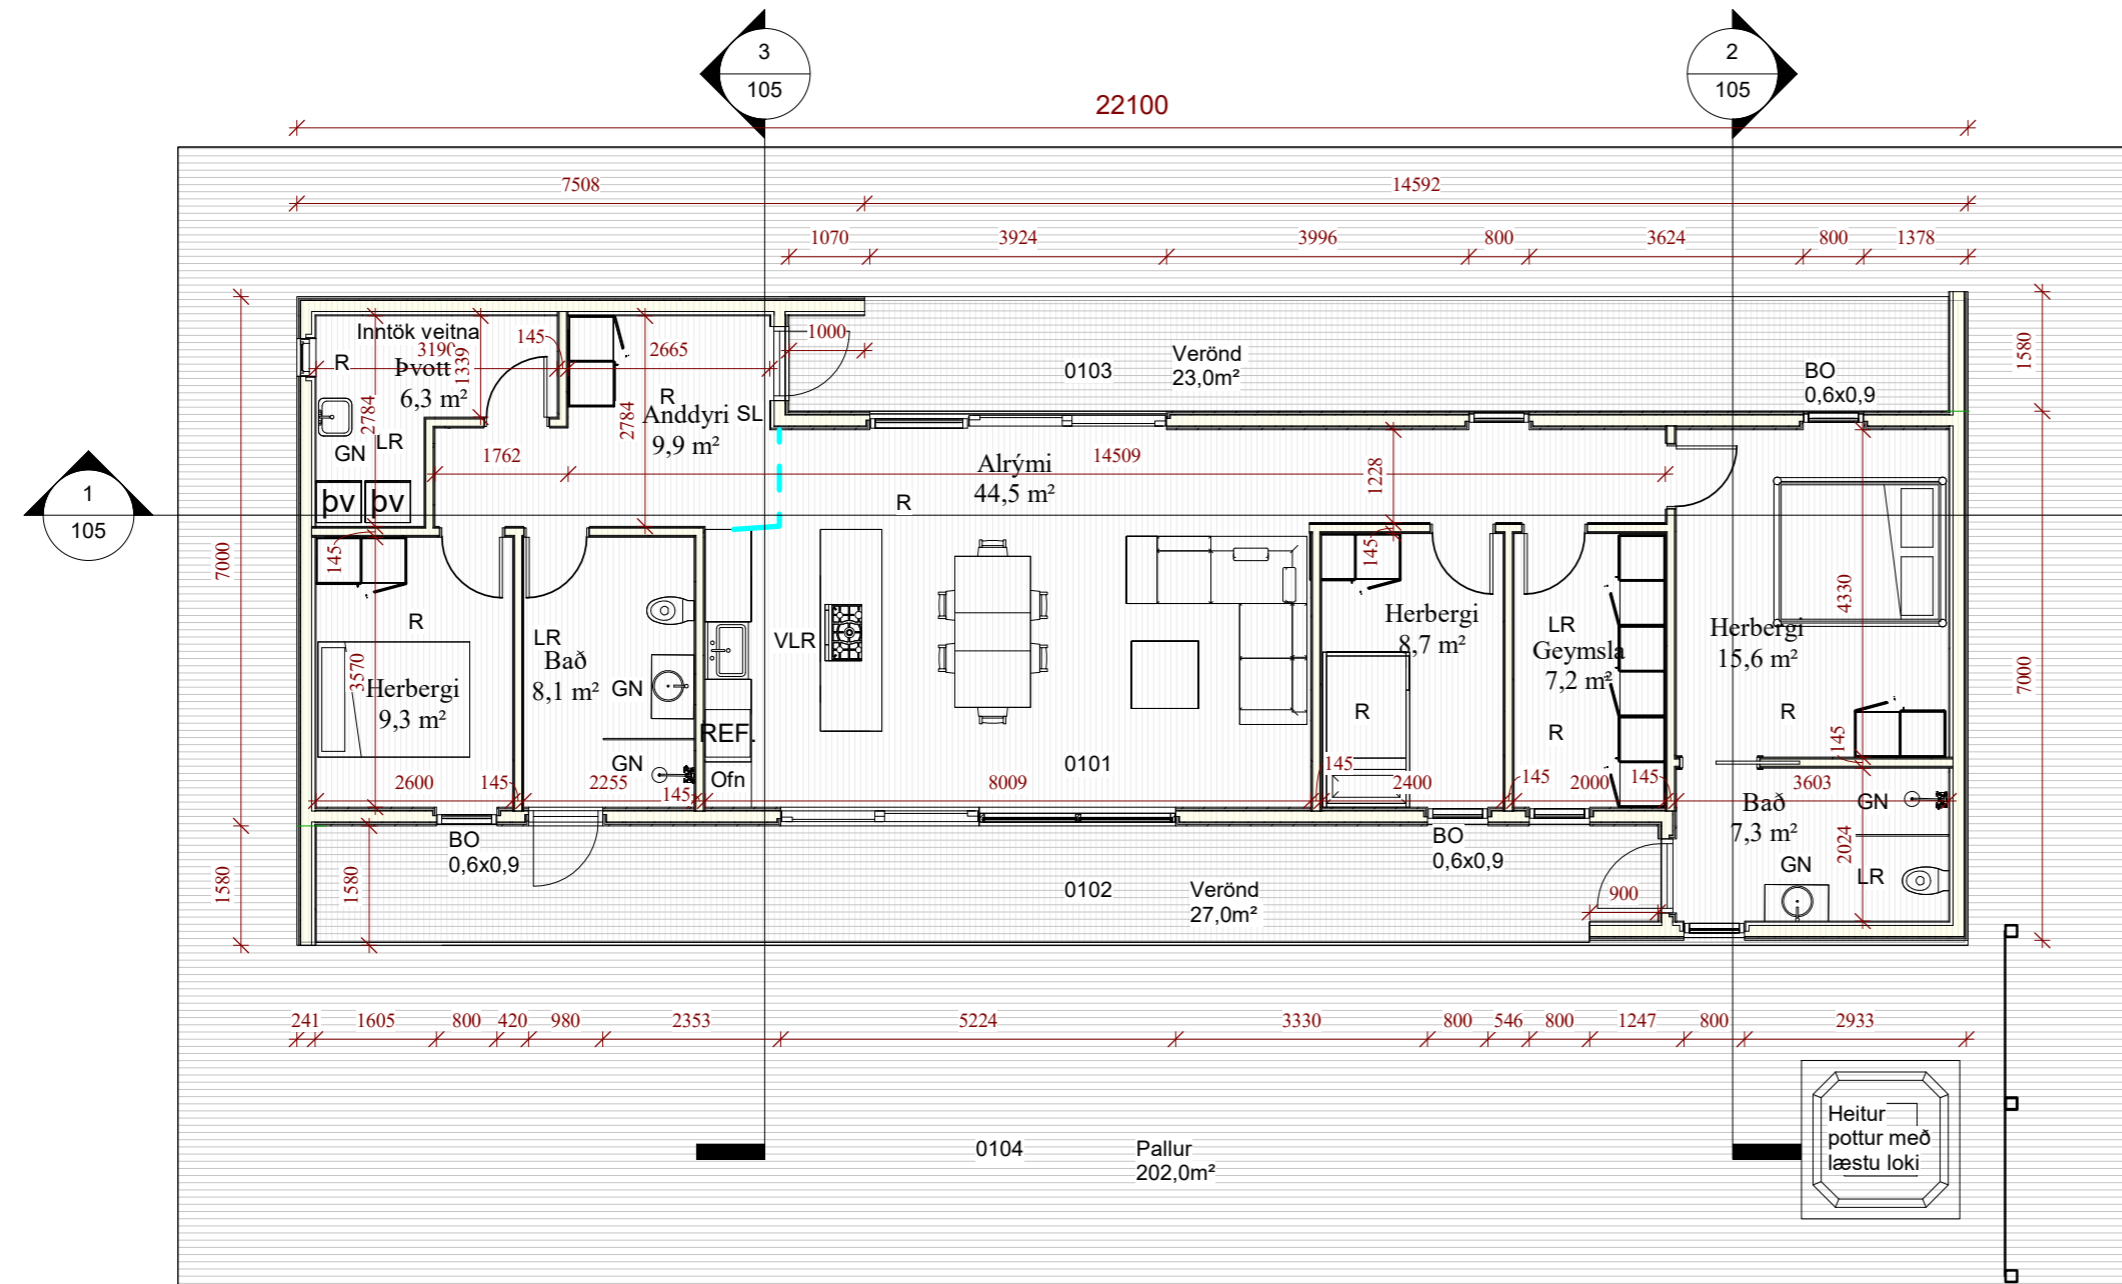 3
105
2
105
22100
7508
14592
1070
3924
3996
800
3624
800
1378
Inntök veitna
3190
145
2665
1000
R
Þvott
6,3 m²
1339
2784
GN
LR
þv
þv
R
Anddyri
9,9 m²
SL
2784
1762
0103
Verönd
23,0m²
BO
0,6x0,9
1580
1580
7000
7000
1
105
Alrými
44,5 m²
14509
1228
R
145
R
3570
Herbergi
9,3 m²
2600
145
LR
Bað
8,1 m²
GN
GN
2255
145
REF.
Ofn
VLR
0101
8009
145
145
Herbergi
8,7 m²
R
2400
145
LR
Geymsla
7,2 m²
R
2000
145
4330
Herbergi
15,6 m²
R
145
3603
Bað
7,3 m²
GN
2024
GN
LR
BO
0,6x0,9
BO
0,6x0,9
900
1580
1580
0102
Verönd
27,0m²
241
1605
800
420
980
2353
5224
3330
800
546
800
1247
800
2933
0104
Pallur
202,0m²
Heitur
pottur með
læstu loki